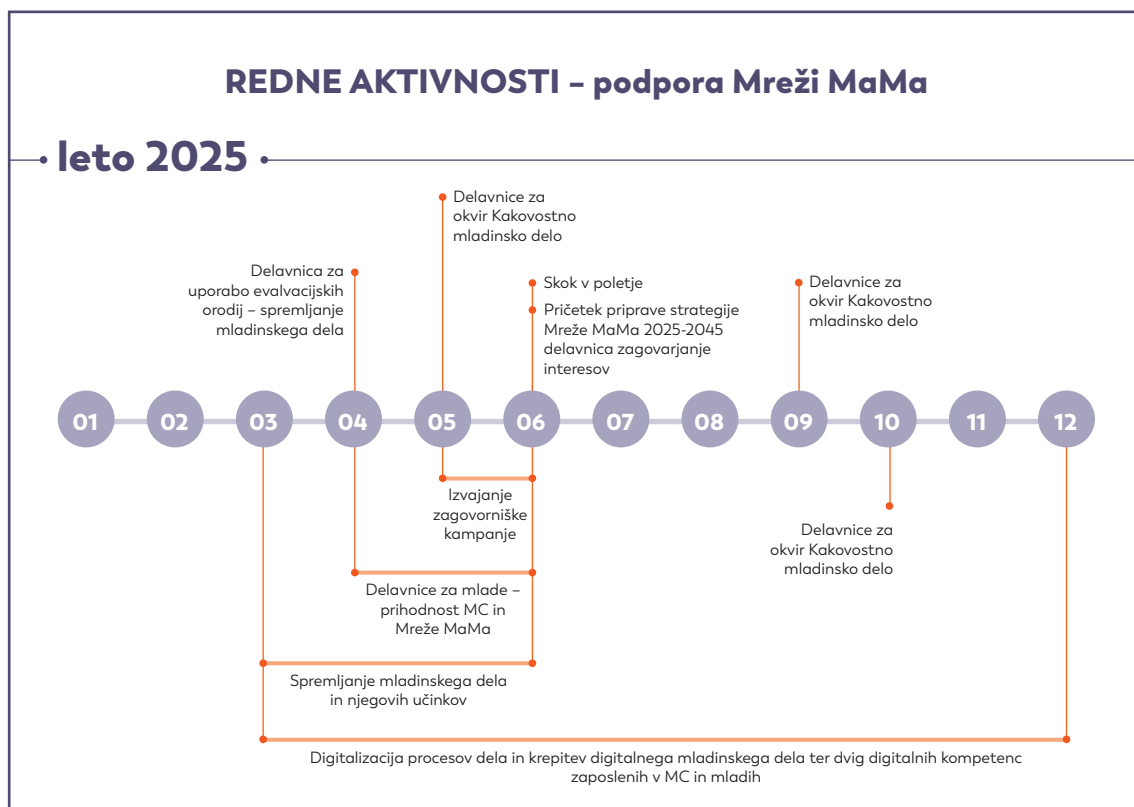 REDNE AKTIVNOSTI – podpora Mreži MaMa
leto 2025
Delavnice za
okvir Kakovostno
mladinsko delo
Delavnica za
uporabo evalvacijskih
orodij – spremljanje
mladinskega dela
Skok v poletje
Pričetek priprave strategije
Mreže MaMa 2025-2045
delavnica zagovarjanje
interesov
Delavnice za
okvir Kakovostno
mladinsko delo
01 02 03 04 05 06 07 08 09 10 11 12
Izvajanje
zagovorniške
kampanje
Delavnice za
okvir Kakovostno
mladinsko delo
Delavnice za mlade –
prihodnost MC in
Mreže MaMa
Spremljanje mladinskega dela
in njegovih učinkov
Digitalizacija procesov dela in krepitev digitalnega mladinskega dela ter dvig digitalnih kompetenc
zaposlenih v MC in mladih